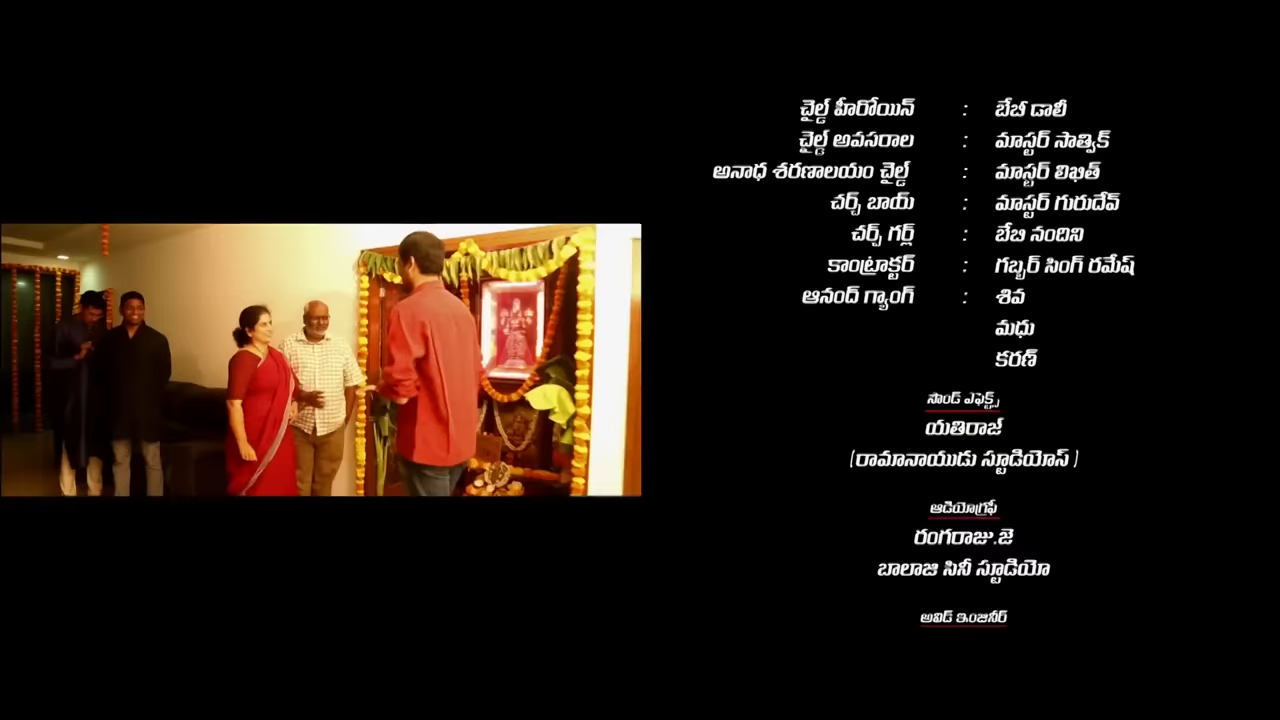 చైల్డ్ హీరోయిన్ : బేబీ డాలీ
చైల్డ్ అవసరాల : మాస్టర్ సాత్విక్
అనాధ శరణాలయం చైల్డ్ : మాస్టర్ లిఖిత్
చర్చ్ బాయ్ : మాస్టర్ గురుదేవ్
చర్చ్ గర్ల్ : బేబి నందిని
కాంట్రాక్టర్ : గబ్బర్ సింగ్ రమేష్
ఆనంద్ గ్యాంగ్ : శివ
మధు
కరణ్
సౌండ్ ఎఫెక్ట్స్
యతిరాజ్
(రామానాయుడు స్టూడియోస్ )
ఆడియోగ్రఫీ
రంగరాజు.జె
బాలాజి సినీ స్టూడియో
అవిడ్ ఇంజనీర్